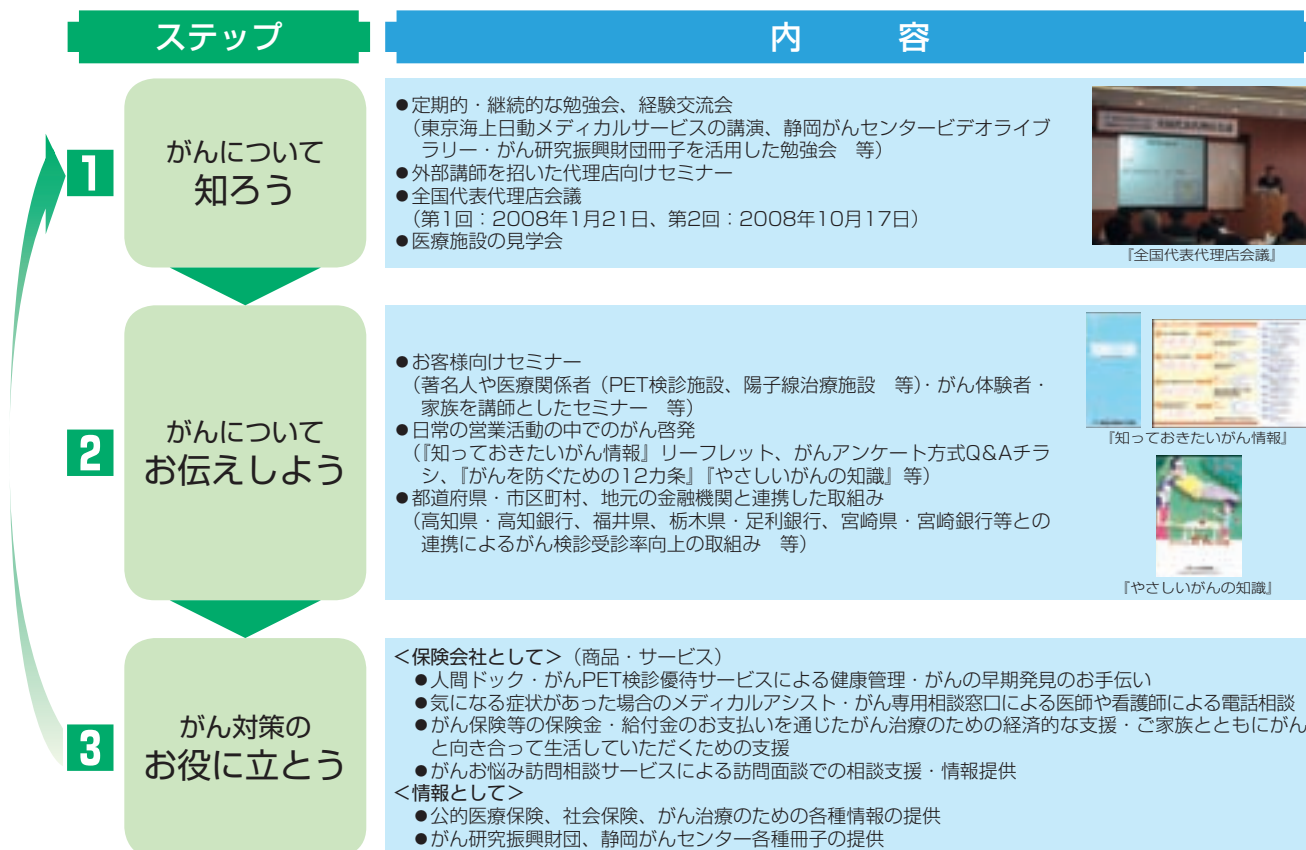 ステップ
内　容
1
がんについて
知ろう
●定期的・継続的な勉強会、経験交流会
（東京海上日動メディカルサービスの講演、静岡がんセンタービデオライブ
ラリー・がん研究振興財団冊子を活用した勉強会　等）
●外部講師を招いた代理店向けセミナー
●全国代表代理店会議
（第1回：2008年1月21日、第2回：2008年10月17日）
●医療施設の見学会
『全国代表代理店会議』
2
がんについて
お伝えしよう
●お客様向けセミナー
（著名人や医療関係者（PET検診施設、陽子線治療施設　等）・がん体験者・
家族を講師としたセミナー　等）
●日常の営業活動の中でのがん啓発
（『知っておきたいがん情報』リーフレット、がんアンケート方式Q&Aチラ
シ、『がんを防ぐための12カ条』『やさしいがんの知識』等）
●都道府県・市区町村、地元の金融機関と連携した取組み
（高知県・高知銀行、福井県、栃木県・足利銀行、宮崎県・宮崎銀行等との
連携によるがん検診受診率向上の取組み　等）
『知っておきたいがん情報』
『やさしいがんの知識』
3
がん対策の
お役に立とう
＜保険会社として＞（商品・サービス）
●人間ドック・がんPET検診優待サービスによる健康管理・がんの早期発見のお手伝い
●気になる症状があった場合のメディカルアシスト・がん専用相談窓口による医師や看護師による電話相談
●がん保険等の保険金・給付金のお支払いを通じたがん治療のための経済的な支援・ご家族とともにがん
と向き合って生活していただくための支援
●がんお悩み訪問相談サービスによる訪問面談での相談支援・情報提供
＜情報として＞
●公的医療保険、社会保険、がん治療のための各種情報の提供
●がん研究振興財団、静岡がんセンター各種冊子の提供